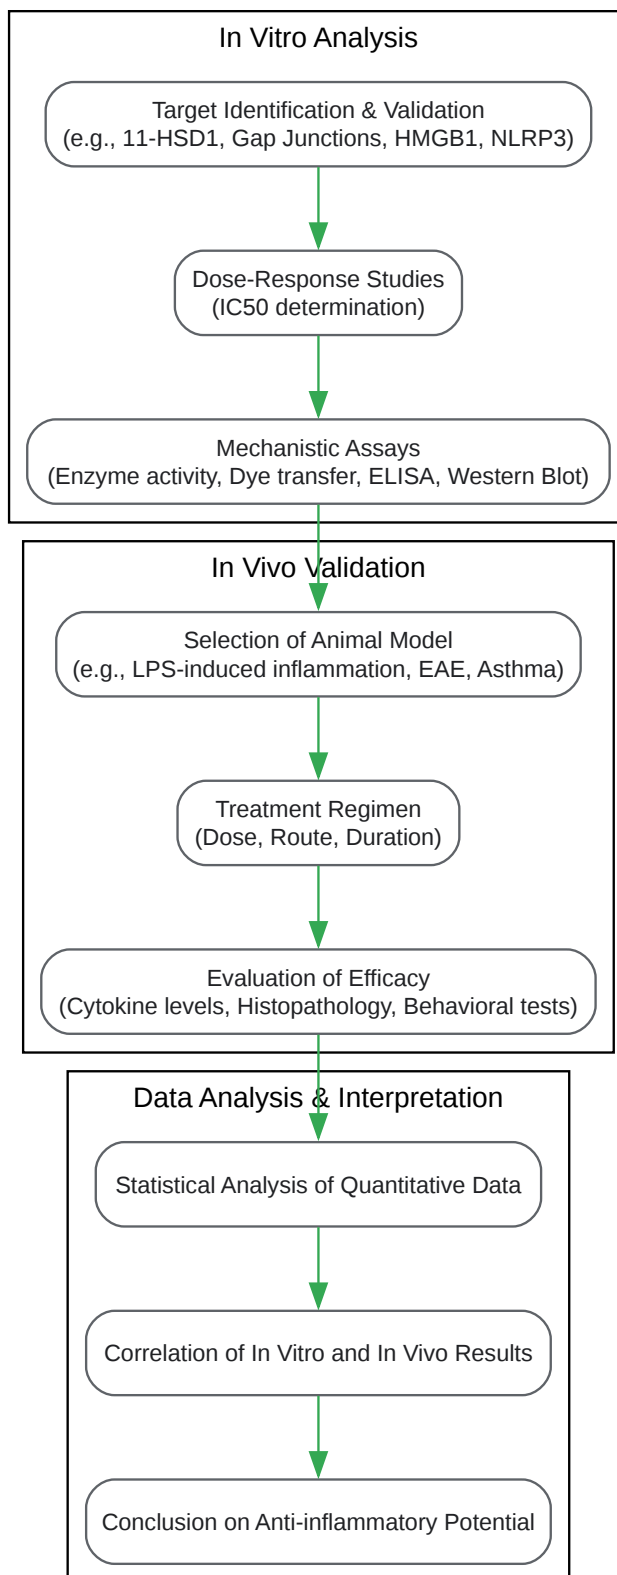 In Vitro Analysis
Target Identification & Validation
(e.g., 11-HSD1, Gap Junctions, HMGB1, NLRP3)
Dose-Response Studies
(IC50 determination)
Mechanistic Assays
(Enzyme activity, Dye transfer, ELISA, Western Blot)
In Vivo Validation
Selection of Animal Model
(e.g., LPS-induced inflammation, EAE, Asthma)
Treatment Regimen
(Dose, Route, Duration)
Evaluation of Efficacy
(Cytokine levels, Histopathology, Behavioral tests)
Data Analysis & Interpretation
Statistical Analysis of Quantitative Data
Correlation of In Vitro and In Vivo Results
Conclusion on Anti-inflammatory Potential